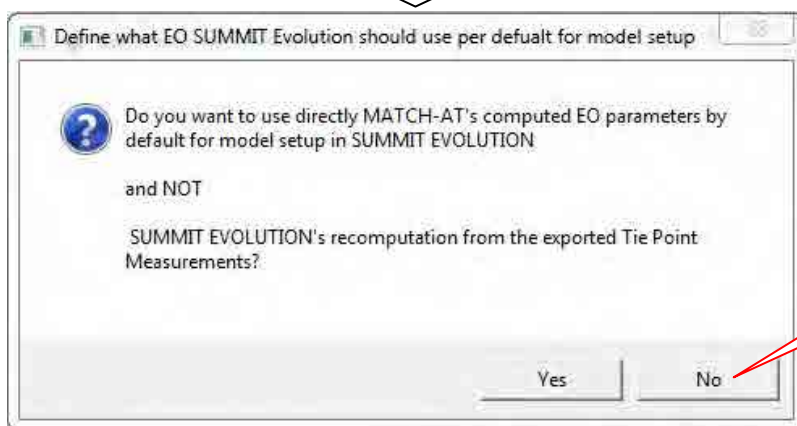 Define what EO SUMMIT Evolution should use per defualt for model setup
Do you want to use directly MATCH-AT's computed EO parameters by
default for model setup in SUMMIT EVOLUTION
and NOT
SUMMIT EVOLUTION's recomputation from the exported Tie Point
Measurements?
Yes
No